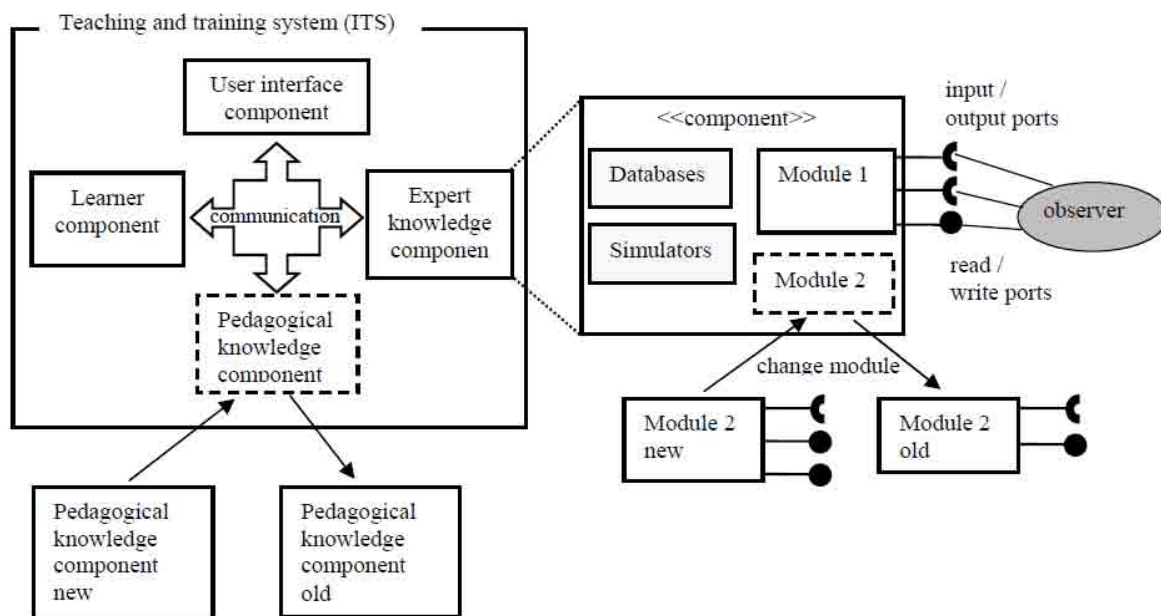 Teaching and training system (ITS)
User interface
component
Learner
component
communication
Expert
knowledge
componen
Pedagogical
knowledge
component
Pedagogical
knowledge
component
new
Pedagogical
knowledge
component
old
<<component>>
Databases
Simulators
Module 1
Module 2
input /
output ports
observer
read /
write ports
change module
Module 2
new
Module 2
old